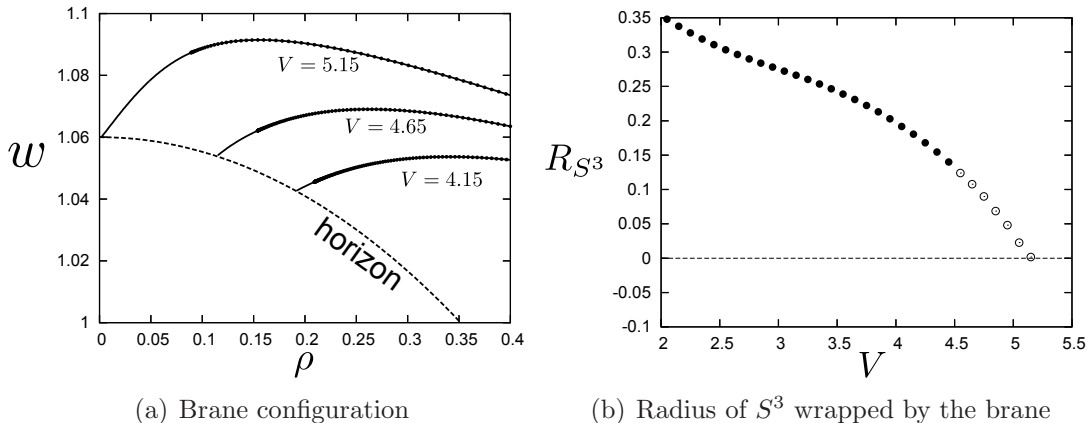 1.1
1.08
1.06
1.04
1.02
1
w
V = 5.15
V = 4.65
V = 4.15
horizon
0 0.05 0.1 0.15 0.2 0.25 0.3 0.35 0.4
ρ
(a) Brane configuration
0.35
0.3
0.25
0.2
0.15
0.1
0.05
0
-0.05
-0.1
R_{S^3}
2 2.5 3 3.5 4 4.5 5 5.5
V
(b) Radius of S^3 wrapped by the brane